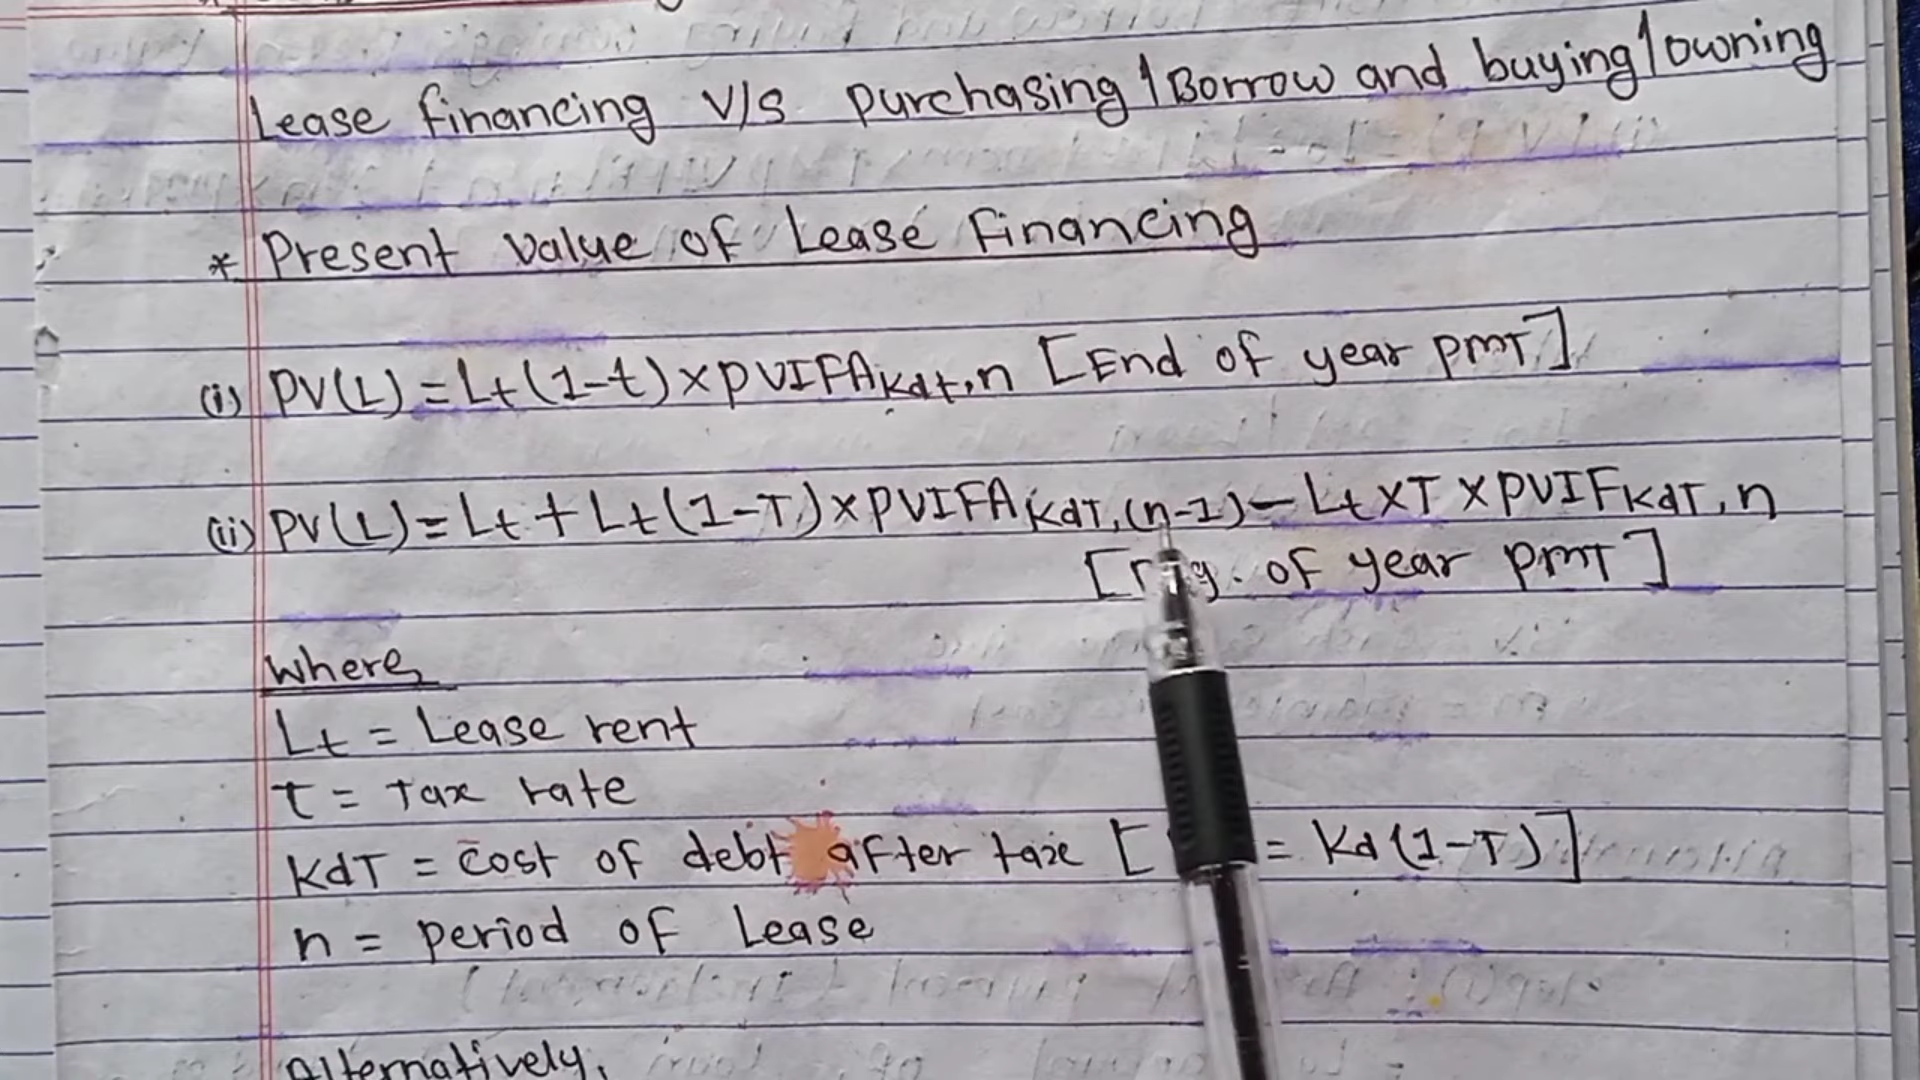 Lease financing v/s purchasing/Borrow and buying/owning
* Present value of Lease Financing
(i) PV(L) = Lt(1-t)×PVIFAkdt,n [End of year pmT]
(ii) PV(L) = Lt + Lt(1-T)×PVIFAKdT,(n-1) - Lt×T×PVIFKdT,n
of year pmT]
Where,
Lt = Lease rent
t = Tax rate
KdT = Cost of debt after tax [ = Kd(1-T)]
n = period of Lease
Alternatively,